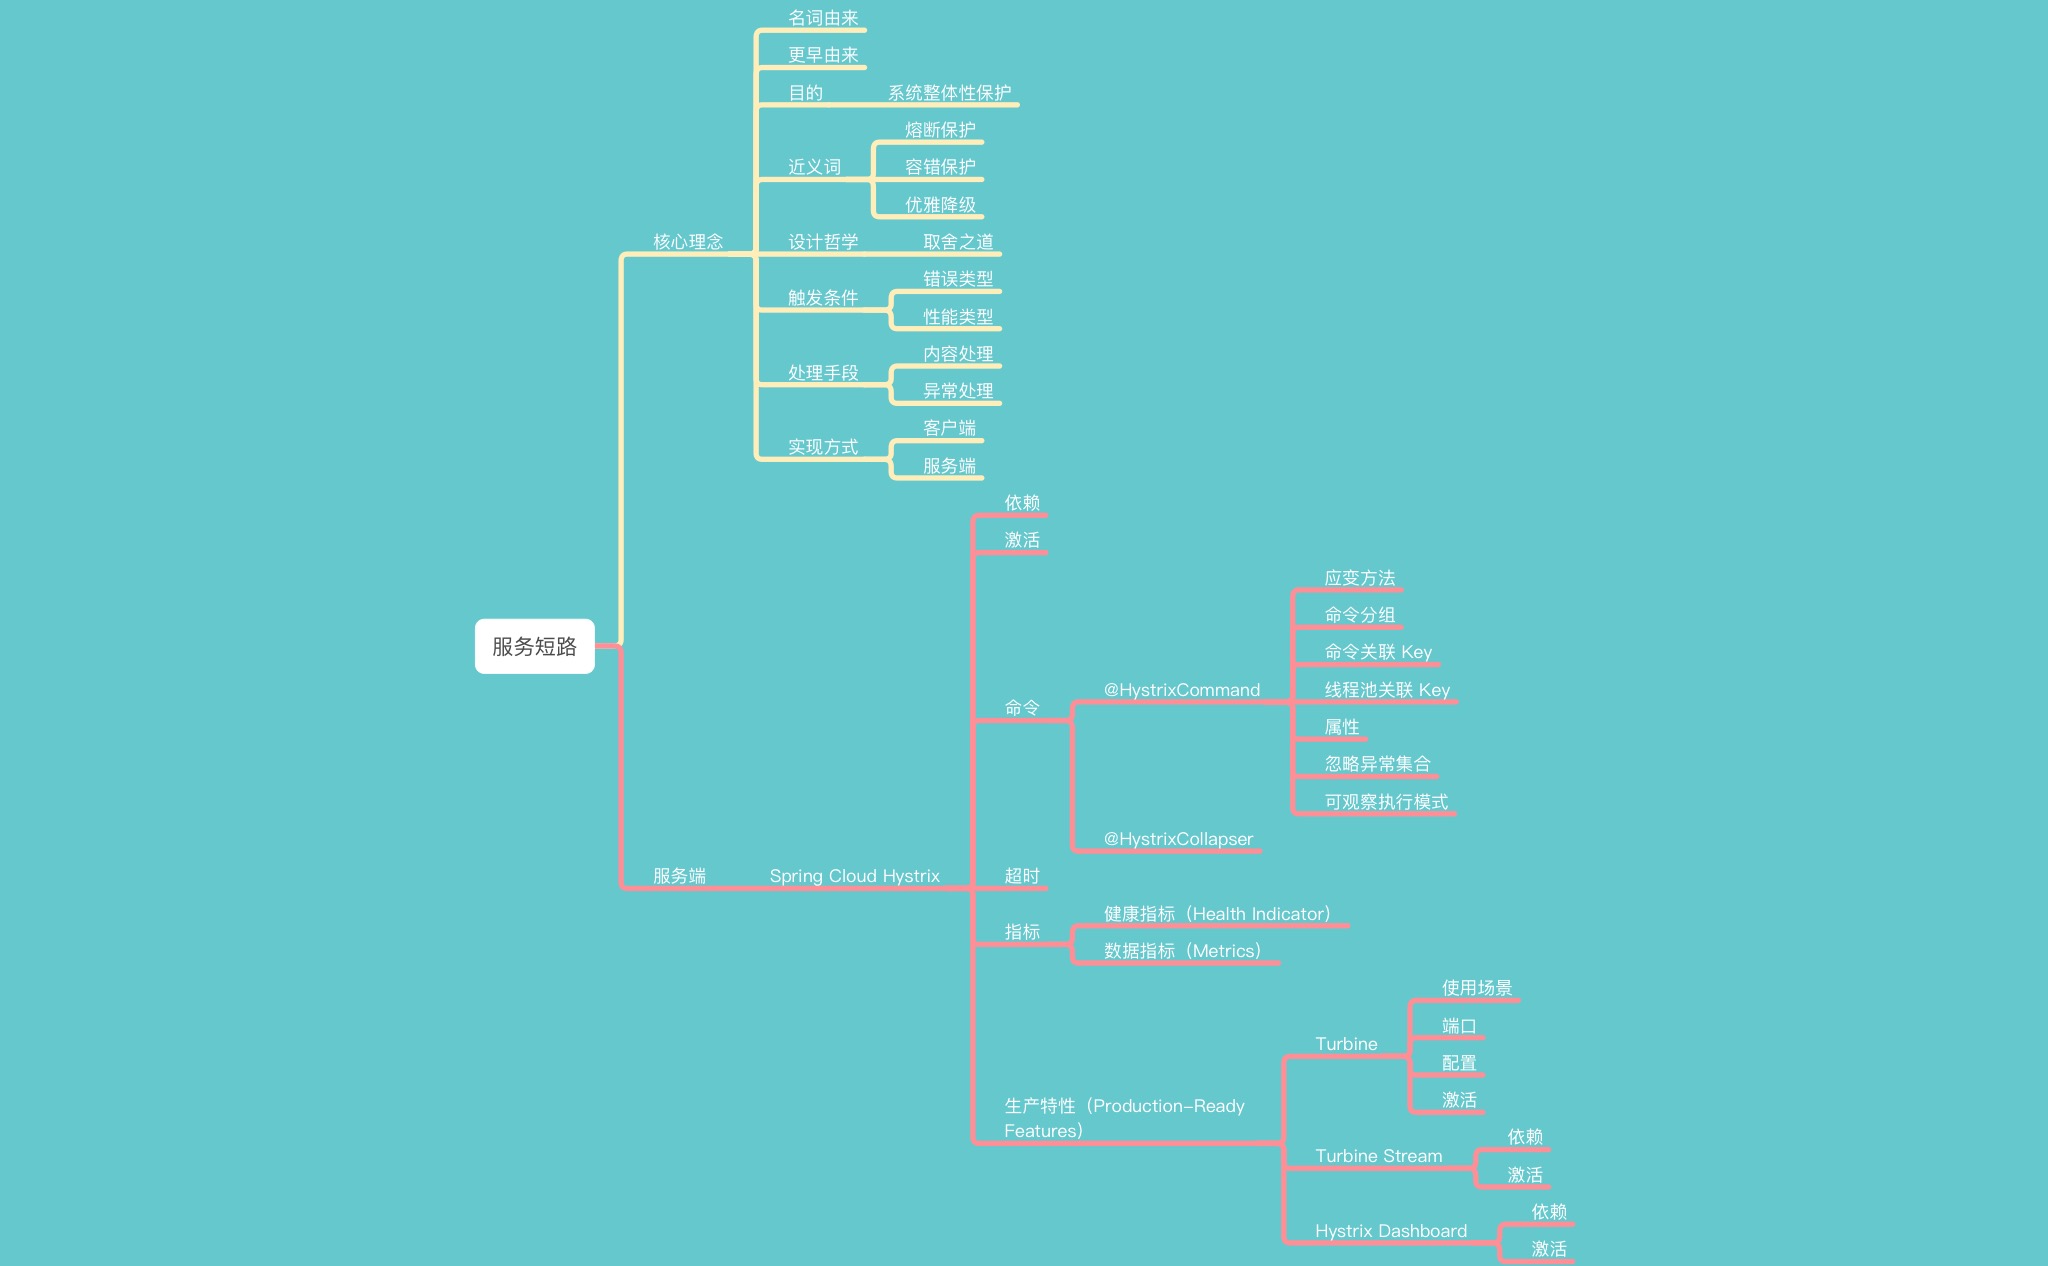 名词由来
更早由来
目的
系统整体性保护
熔断保护
近义词
容错保护
优雅降级
核心理念
设计哲学
取舍之道
错误类型
触发条件
性能类型
内容处理
处理手段
异常处理
客户端
实现方式
服务端
依赖
激活
应变方法
命令分组
服务短路
命令关联 Key
@HystrixCommand
线程池关联 Key
命令
属性
忽略异常集合
可观察执行模式
@HystrixCollapser
服务端
Spring Cloud Hystrix
超时
健康指标（Health Indicator）
指标
数据指标（Metrics）
使用场景
端口
Turbine
配置
激活
生产特性（Production-Ready
Features）
依赖
Turbine Stream
激活
依赖
Hystrix Dashboard
激活